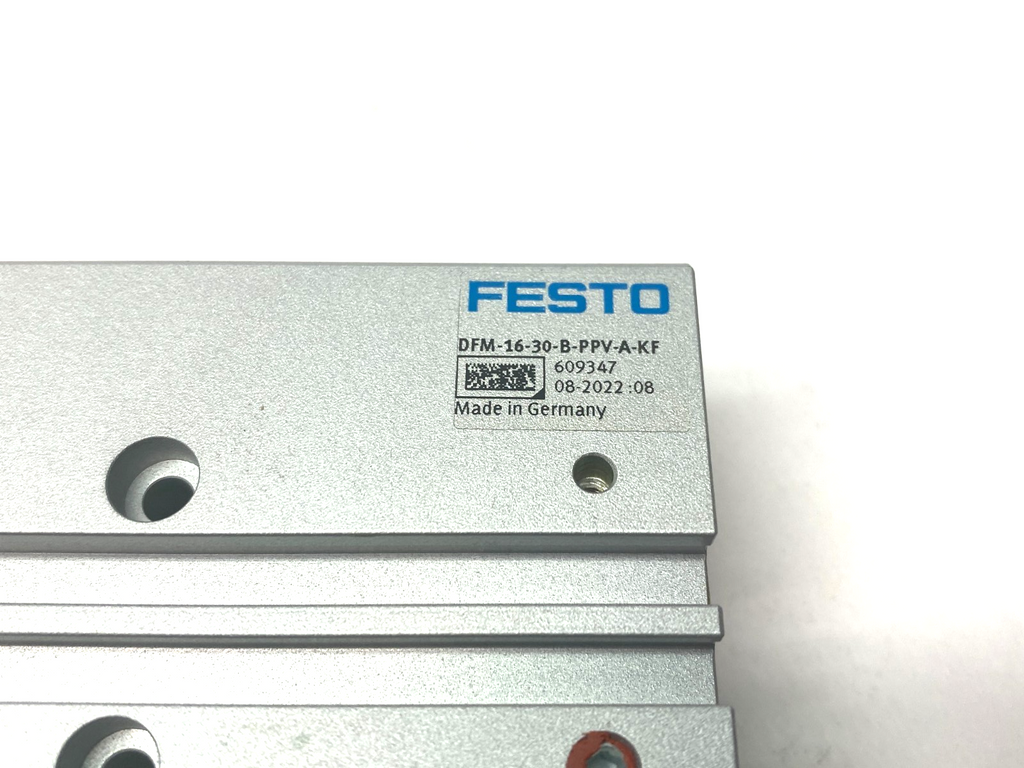 FESTO
DFM-16-30-B-PPV-A-KF
609347
08-2022 :08
Made in Germany